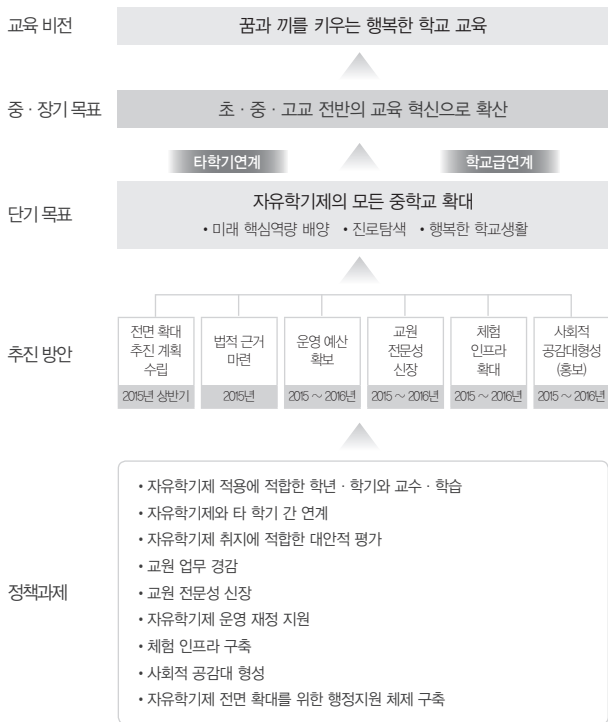 교육 비전
꿈과 끼를 키우는 행복한 학교 교육
중 · 장기 목표
초 · 중 · 고교 전반의 교육 혁신으로 확산
타학기연계
학교급연계
단기 목표
자유학기제의 모든 중학교 확대
• 미래 핵심역량 배양 • 진로탐색 • 행복한 학교생활
추진 방안
전면 확대
추진 계획
수립
2015년 상반기
법적 근거
마련
2015년
운영 예산
확보
2015 ~ 2016년
교원
전문성
신장
2015 ~ 2016년
체험
인프라
확대
2015 ~ 2016년
사회적
공감대형성
(홍보)
2015 ~ 2016년
정책과제
• 자유학기제 적용에 적합한 학년 · 학기와 교수 · 학습
• 자유학기제와 타 학기 간 연계
• 자유학기제 취지에 적합한 대안적 평가
• 교원 업무 경감
• 교원 전문성 신장
• 자유학기제 운영 재정 지원
• 체험 인프라 구축
• 사회적 공감대 형성
• 자유학기제 전면 확대를 위한 행정지원 체제 구축